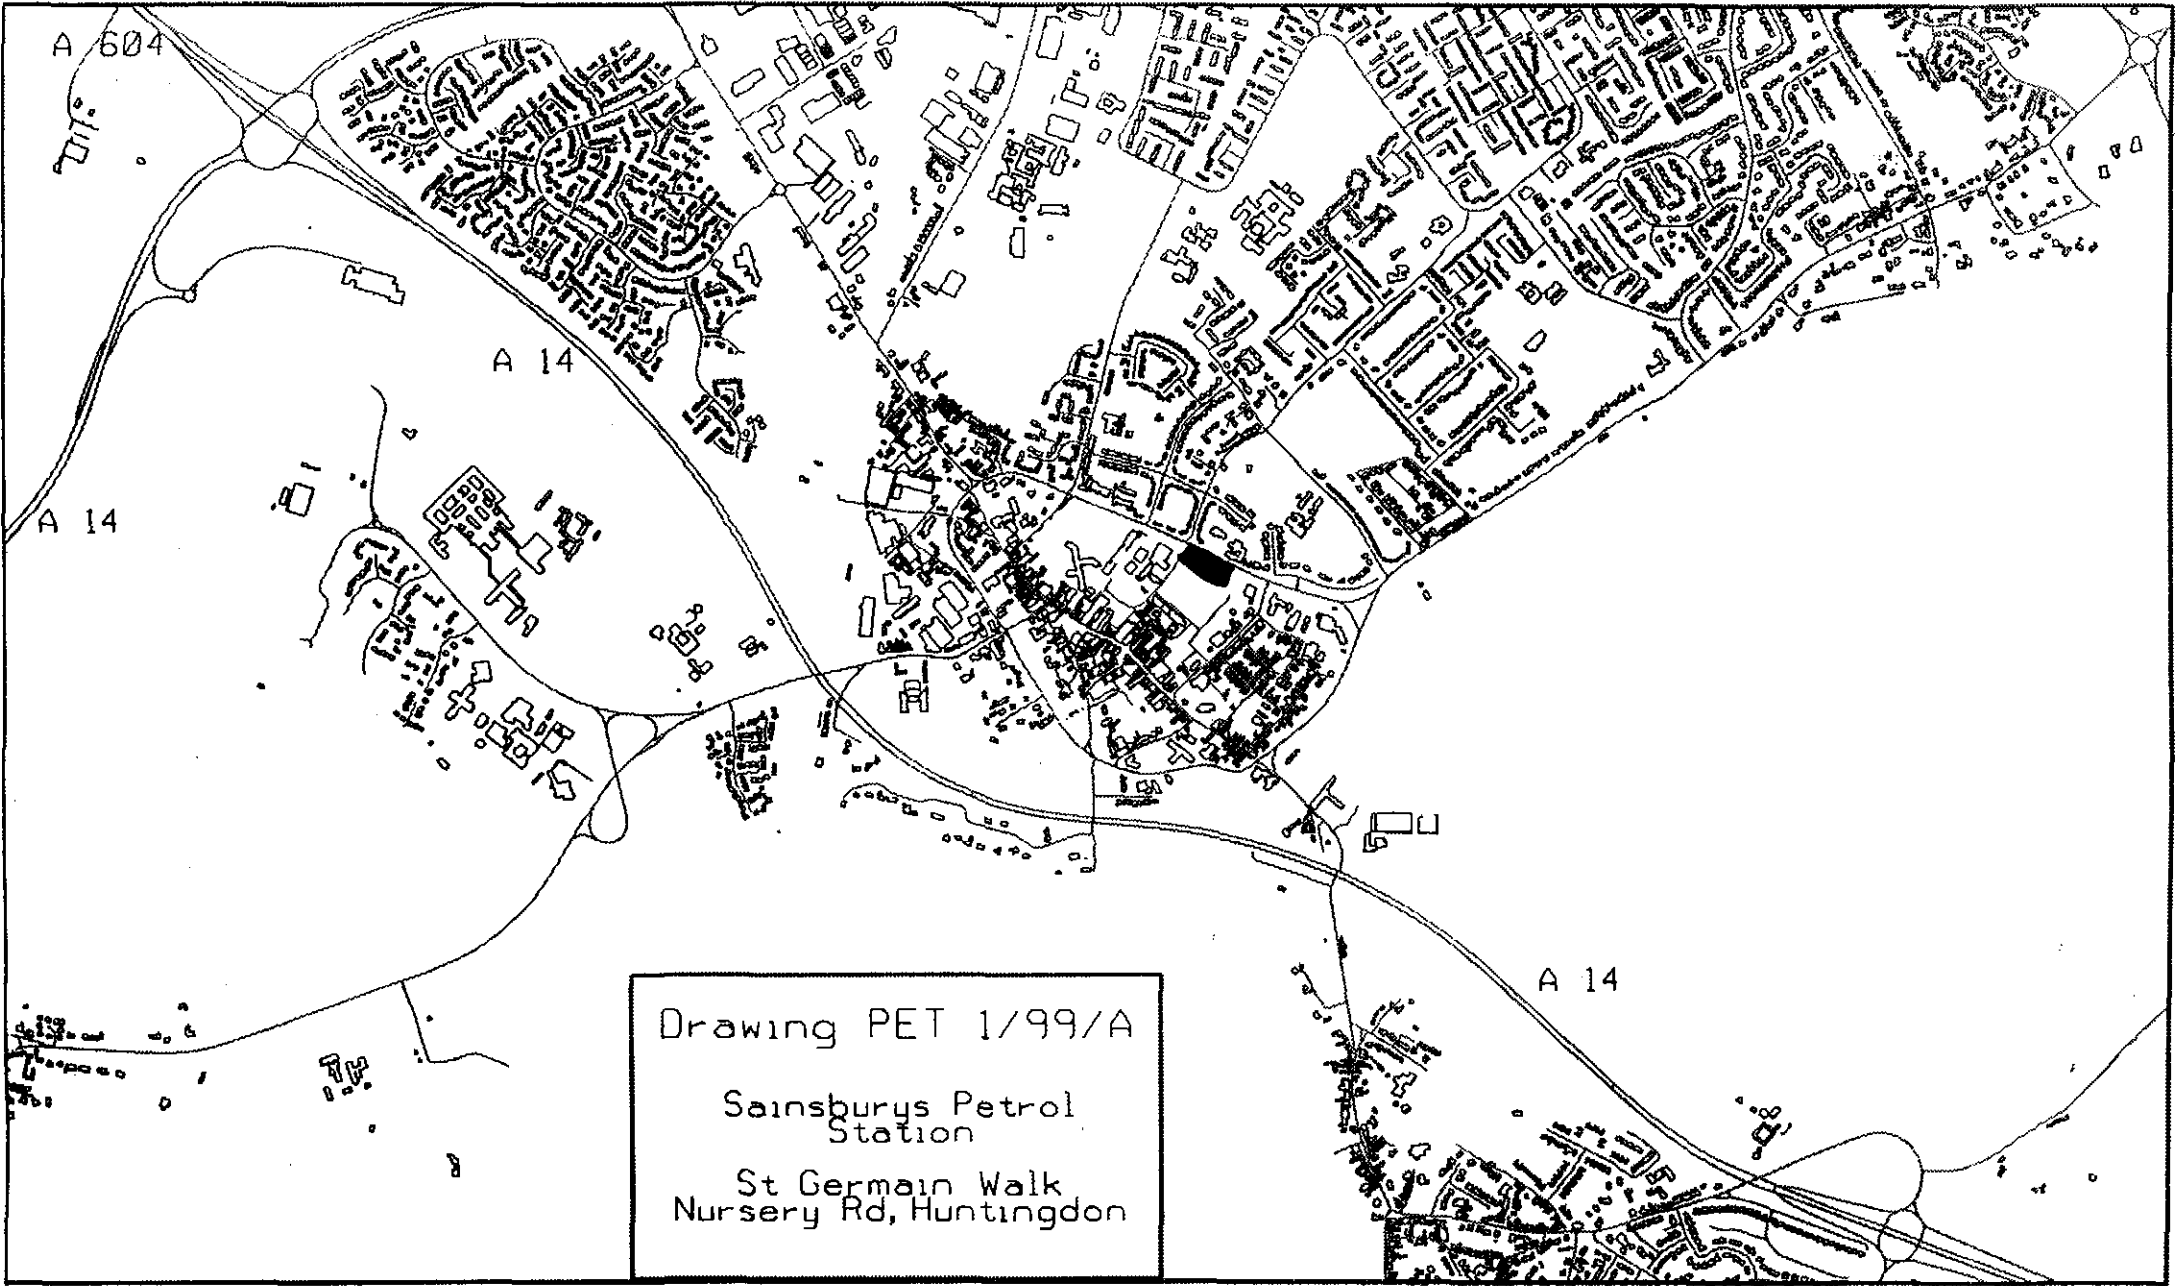 A 604
A 14
A 14
A 14
Drawing PET 1/99/A
Sainsburys Petrol
Station
St Germain Walk
Nursery Rd, Huntingdon